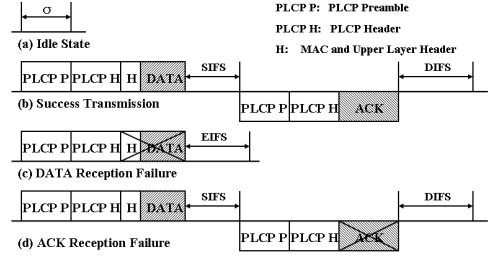 σ
PLCP P: PLCP Preamble
PLCP H: PLCP Header
H: MAC and Upper Layer Header
(a) Idle State
SIFS
DIFS
PLCP P PLCP H H DATA
(b) Success Transmission
PLCP P PLCP H ACK
EIFS
PLCP P PLCP H H DATA
(c) DATA Reception Failure
SIFS
DIFS
PLCP P PLCP H H DATA
(d) ACK Reception Failure
PLCP P PLCP H ACK